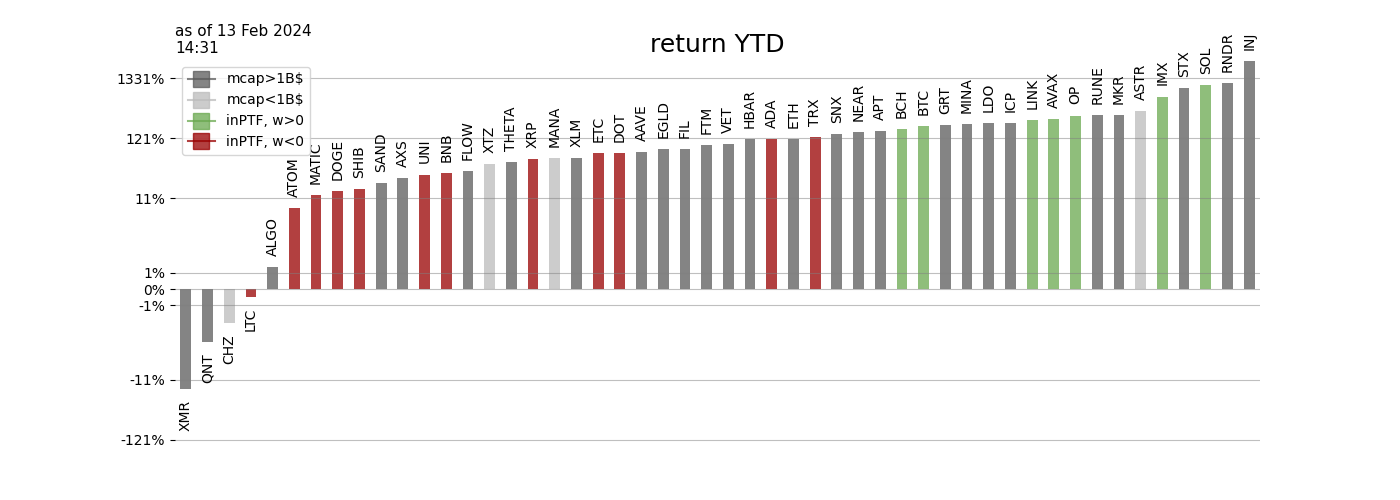 as of 13 Feb 2024
14:31
return YTD
mcap>1B$
mcap<1B$
inPTF, w>0
inPTF, w<0
1331%
121%
11%
1%
0%
-1%
-11%
-121%
XMR
QNT
CHZ
LTC
ALGO
ATOM
MATIC
DOGE
SHIB
SAND
AXS
UNI
BNB
FLOW
XTZ
THETA
XRP
MANA
XLM
ETC
DOT
AAVE
EGLD
FIL
FTM
VET
HBAR
ADA
ETH
TRX
SNX
NEAR
APT
BCH
BTC
GRT
MINA
LDO
ICP
LINK
AVAX
OP
RUNE
MKR
ASTR
IMX
STX
SOL
RNDR
INJ